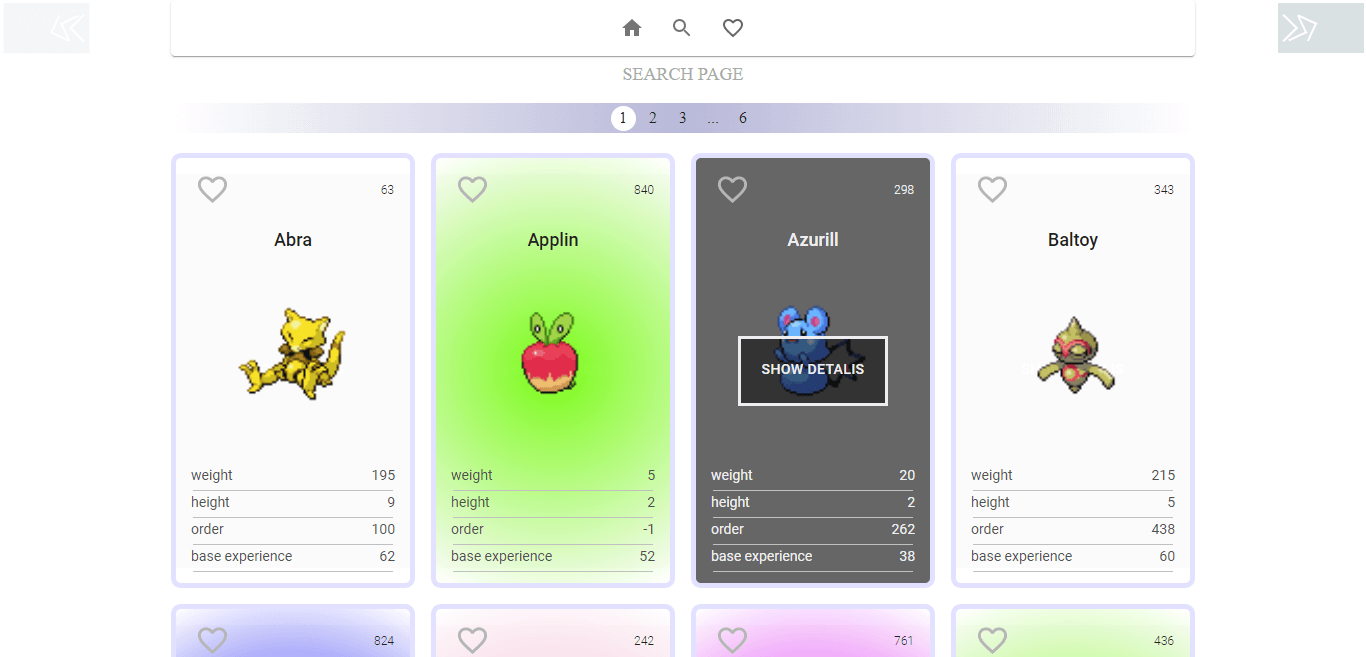 SEARCH PAGE
1 2 3 ... 6
63 840 298 343
Abra Applin Azurill Baltoy
SHOW DETALIS
weight 195 weight 5 weight 20 weight 215
height 9 height 2 height 2 height 5
order 100 order -1 order 262 order 438
base experience 62 base experience 52 base experience 38 base experience 60
824 242 761 436